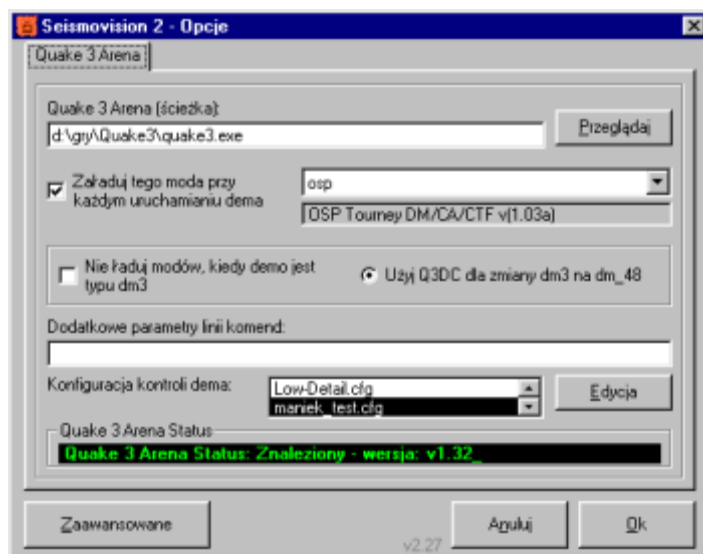 Seismovision 2 - Opcje
Quake 3 Arena
Quake 3 Arena (ścieżka):
d:\gry\Quake3\quake3.exe
Przeglądaj
Załaduj tego moda przy
każdym uruchamianiu dema
osp
OSP Tourney DM/CA/CTF v(1.03a)
Nie ładuj modów, kiedy demo jest
typu dm3
Użyj Q3DC dla zmiany dm3 na dm_48
Dodatkowe parametry linii komend:
Konfiguracja kontroli dema:
Low-Detail.cfg
maniek_test.cfg
Edycja
Quake 3 Arena Status
Quake 3 Arena Status: Znaleziony - wersja: v1.32_
Zaawansowane
v2.27
Anuluj
Ok